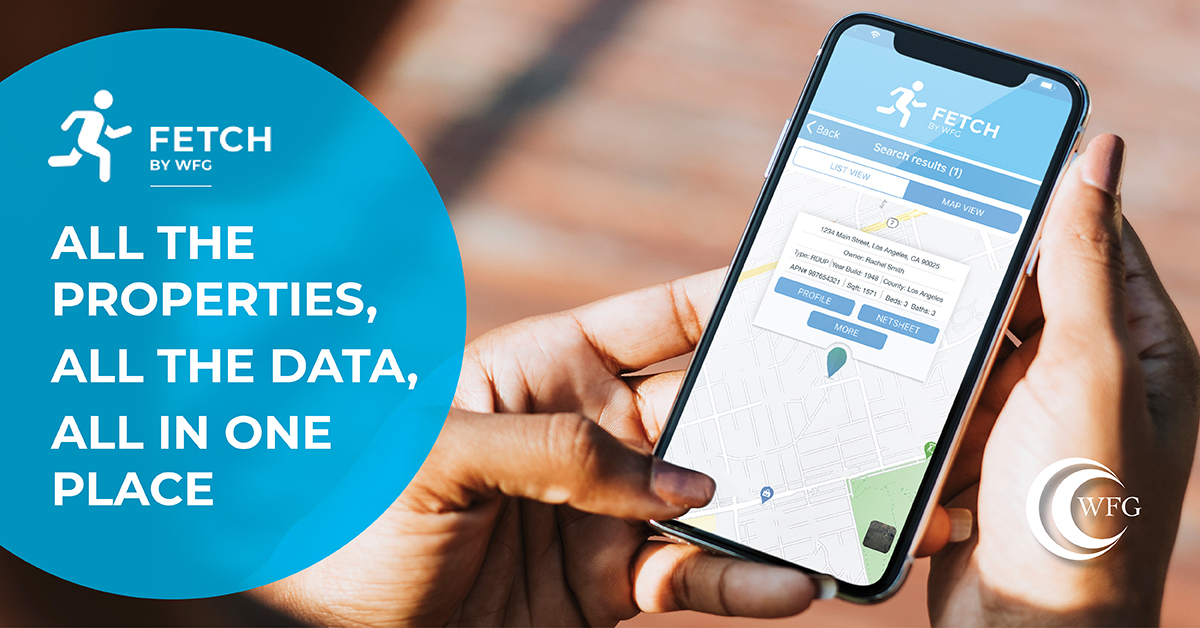 FETCH
BY WFG
ALL THE
PROPERTIES,
ALL THE DATA,
ALL IN ONE
PLACE
FETCH
BY WFG
Back
Search results (1)
LIST VIEW
MAP VIEW
2
1234 Main Street, Los Angeles, CA 90025
Owner: Rachel Smith
Type: RDUP Year Build: 1948 County: Los Angeles
APN# 987654321 Sqft: 1571 Beds: 3 Baths: 3
PROFILE
NETSHEET
MORE
WFG